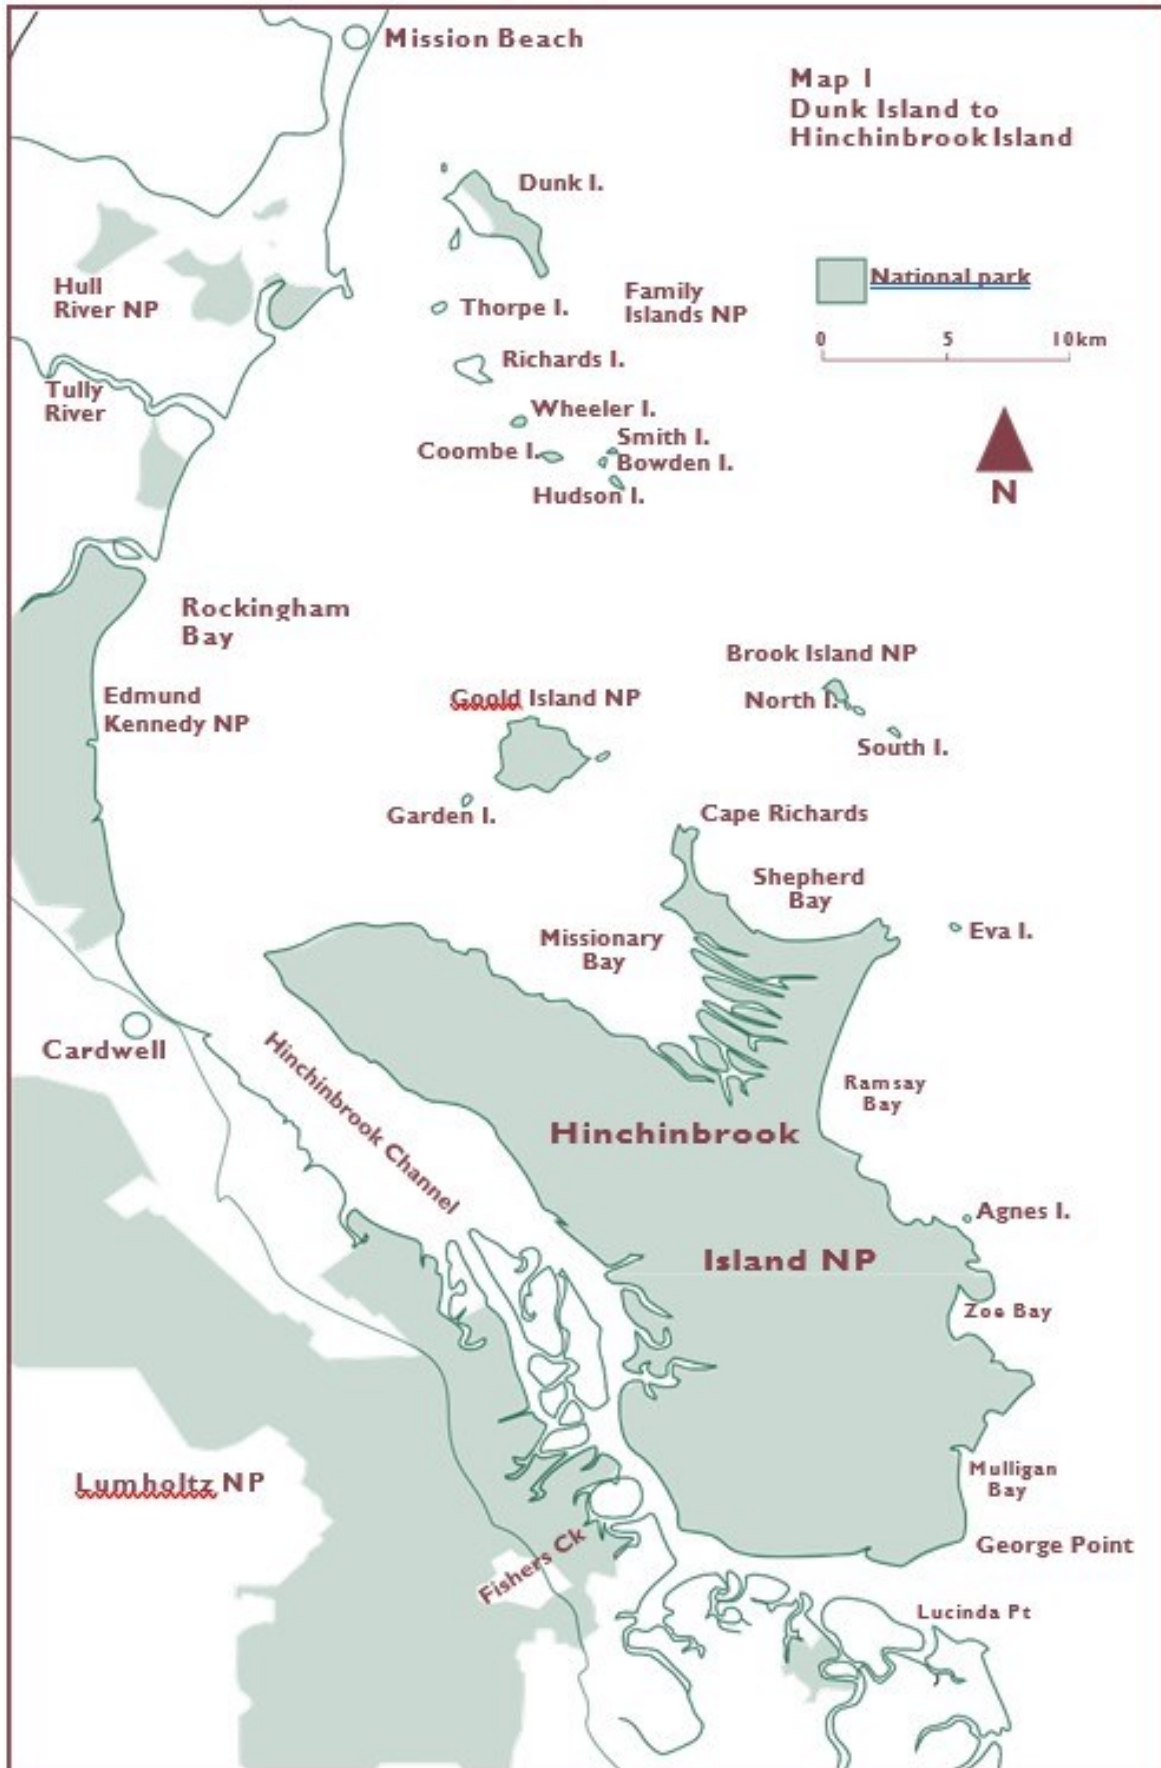 Mission Beach
Map 1
Dunk Island to
Hinchinbrook Island
Dunk I.
Hull
River NP
Thorpe I.
Family
Islands NP
National park
0 5 10km
Richards I.
Tully
River
Wheeler I.
Smith I.
Coombe I.
Bowden I.
Hudson I.
N
Rockingham
Bay
Edmund
Kennedy NP
Goold Island NP
Brook Island NP
North I.
South I.
Garden I.
Cape Richards
Shepherd
Bay
Missionary
Bay
Eva I.
Cardwell
Hinchinbrook Channel
Ramsay
Bay
Hinchinbrook
Island NP
Agnes I.
Zoe Bay
Lumholtz NP
Mulligan
Bay
George Point
Fishers Ck
Lucinda Pt